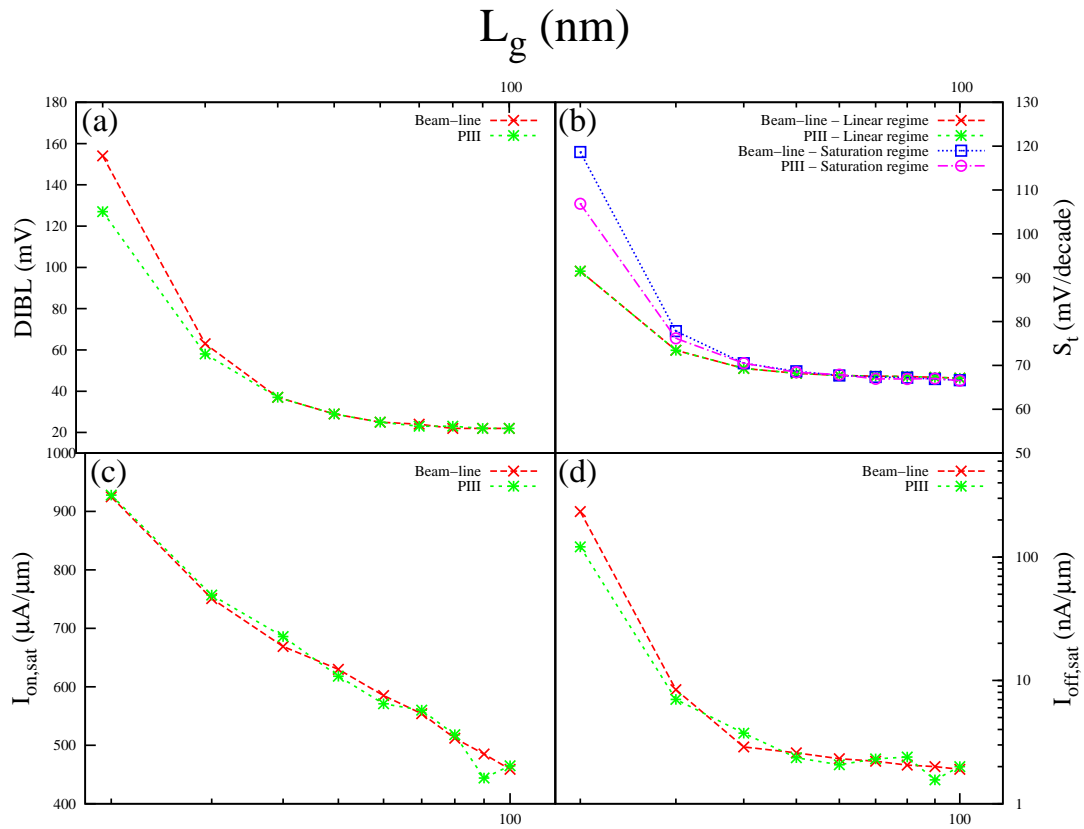 L_g (nm)
100
100
(a)
Beam−line
PIII
180
160
140
120
100
80
60
40
20
DIBL (mV)
(b)
Beam−line − Linear regime
PIII − Linear regime
Beam−line − Saturation regime
PIII − Saturation regime
130
120
110
100
90
80
70
60
50
S_t (mV/decade)
(c)
Beam−line
PIII
1000
900
800
700
600
500
400
I_on,sat (μA/μm)
100
(d)
Beam−line
PIII
100
10
1
I_off,sat (nA/μm)
100